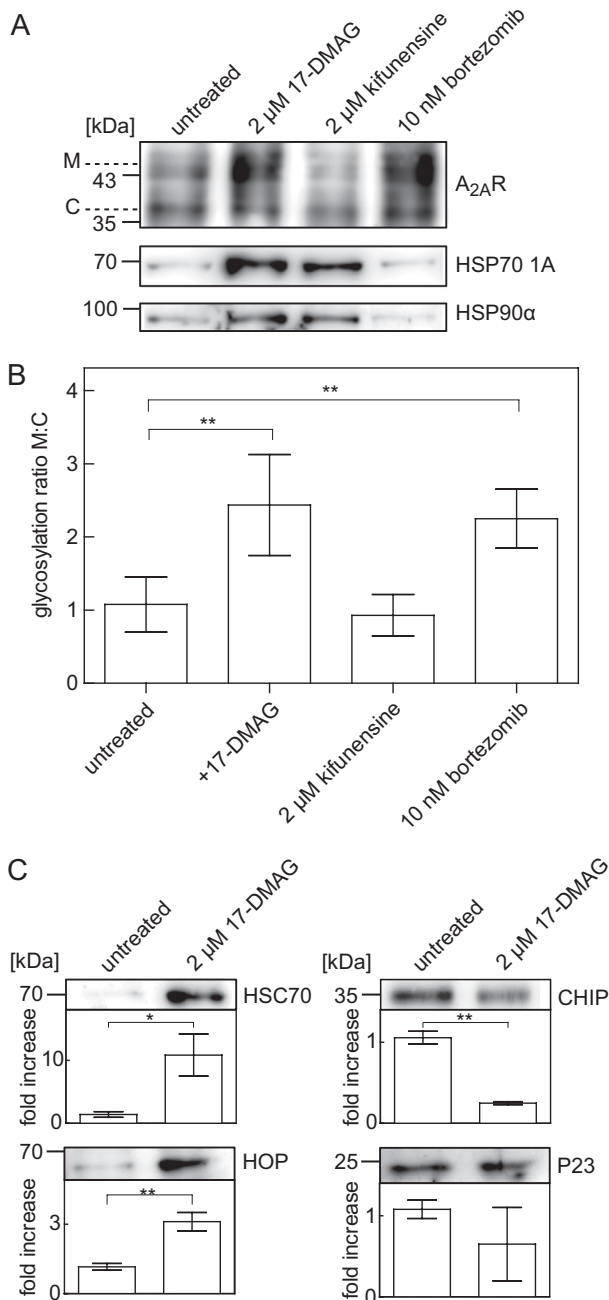 A
untreated
2 µM 17-DMAG
2 µM kifunensine
10 nM bortezomib
[kDa]
M
43
C
35
A2AR
70
HSP70 1A
100
HSP90α
B
4
3
2
1
0
glycosylation ratio M:C
**
**
untreated
+17-DMAG
2 µM kifunensine
10 nM bortezomib
C
untreated
2 µM 17-DMAG
[kDa]
70
HSC70
*
10
0
fold increase
70
HOP
**
3
0
fold increase
untreated
2 µM 17-DMAG
[kDa]
35
CHIP
**
1
0
fold increase
25
P23
1
0
fold increase